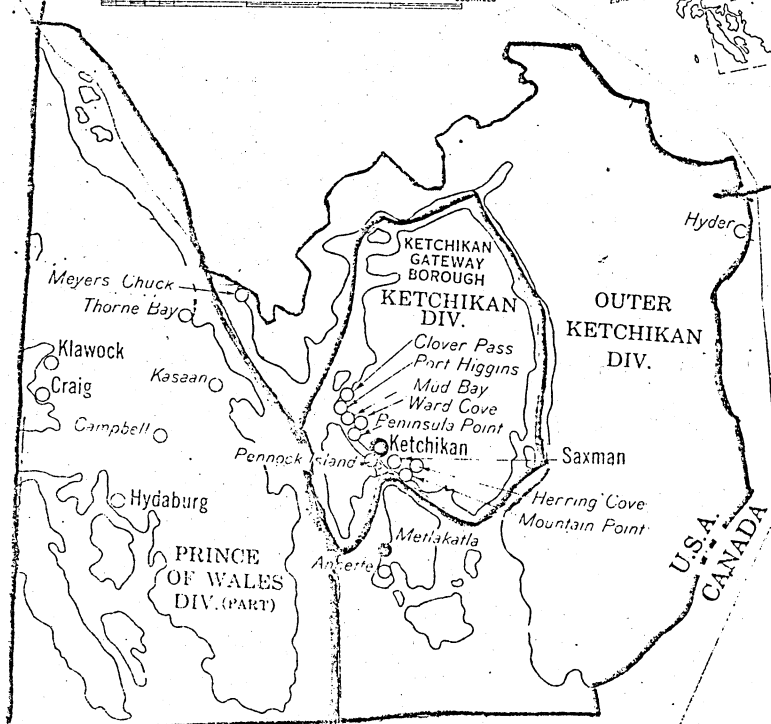 Hyder
KETCHIKAN
GATEWAY
BOROUGH
KETCHIKAN
DIV.
OUTER
KETCHIKAN
DIV.
Meyers Chuck
Thorne Bay
Klawock
Craig
Kasaan
Campbell
Clover Pass
Port Higgins
Mud Bay
Ward Cove
Peninsula Point
Ketchikan
Pennock Island
Saxman
Hydaburg
Herring Cove
Mountain Point
Metlakatla
PRINCE
OF WALES
DIV. (PART)
U.S.A.
CANADA